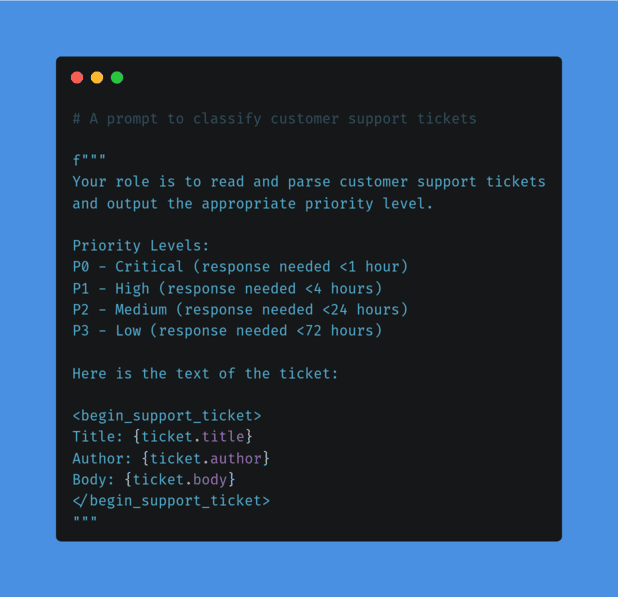 # A prompt to classify customer support tickets
f"""
Your role is to read and parse customer support tickets
and output the appropriate priority level.
Priority Levels:
P0 - Critical (response needed <1 hour)
P1 - High (response needed <4 hours)
P2 - Medium (response needed <24 hours)
P3 - Low (response needed <72 hours)
Here is the text of the ticket:
<begin_support_ticket>
Title: {ticket.title}
Author: {ticket.author}
Body: {ticket.body}
</begin_support_ticket>
"""